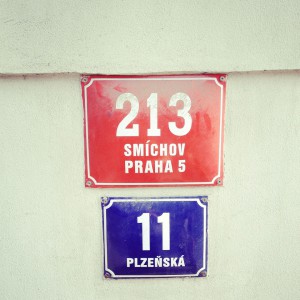 213
SMÍCHOV
PRAHA 5
11
PLZEŇSKÁ